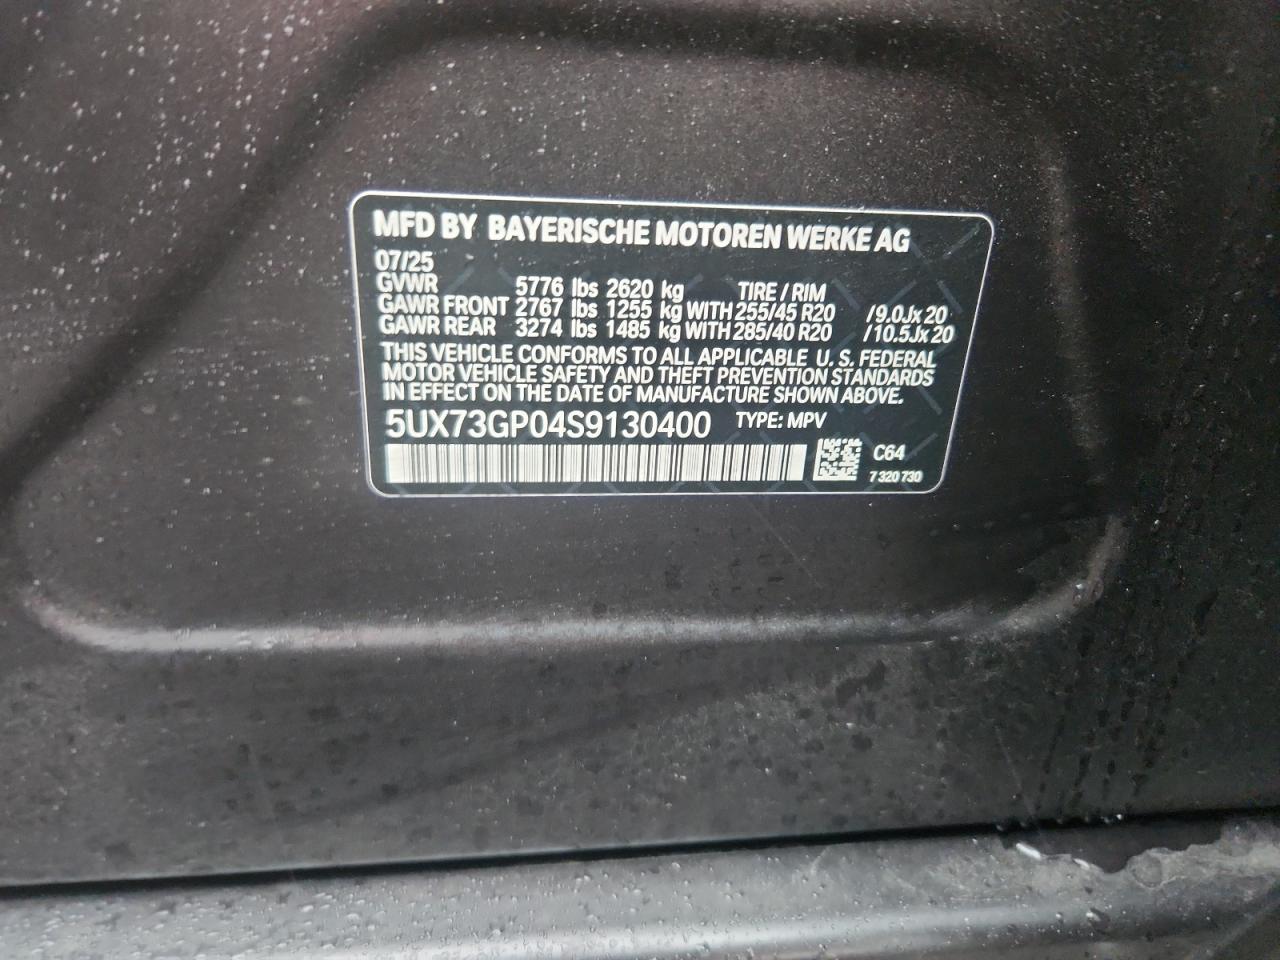 MFD BY BAYERISCHE MOTOREN WERKE AG
07/25
GVWR 5776 lbs 2620 kg TIRE / RIM
GAWR FRONT 2767 lbs 1255 kg WITH 255/45 R20 /9.0Jx20
GAWR REAR 3274 lbs 1485 kg WITH 285/40 R20 /10.5Jx20
THIS VEHICLE CONFORMS TO ALL APPLICABLE U. S. FEDERAL
MOTOR VEHICLE SAFETY AND THEFT PREVENTION STANDARDS
IN EFFECT ON THE DATE OF MANUFACTURE SHOWN ABOVE.
5UX73GP04S9130400 TYPE: MPV
C64
7 320 730